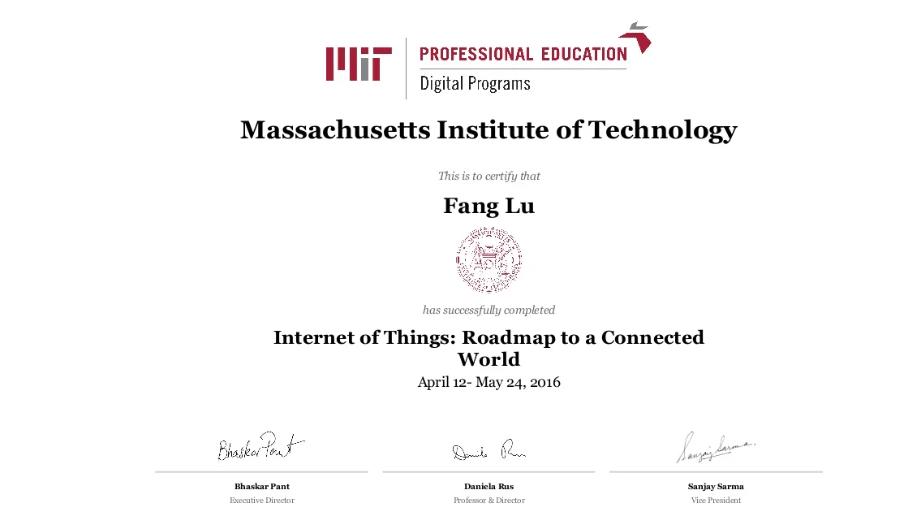 MIT PROFESSIONAL EDUCATION
Digital Programs
Massachusetts Institute of Technology
This is to certify that
Fang Lu
has successfully completed
Internet of Things: Roadmap to a Connected
World
April 12- May 24, 2016
Bhaskar Pant
Daniela Rus
Sanjay Sarma
Bhaskar Pant
Daniela Rus
Sanjay Sarma
Executive Director
Professor & Director
Vice President